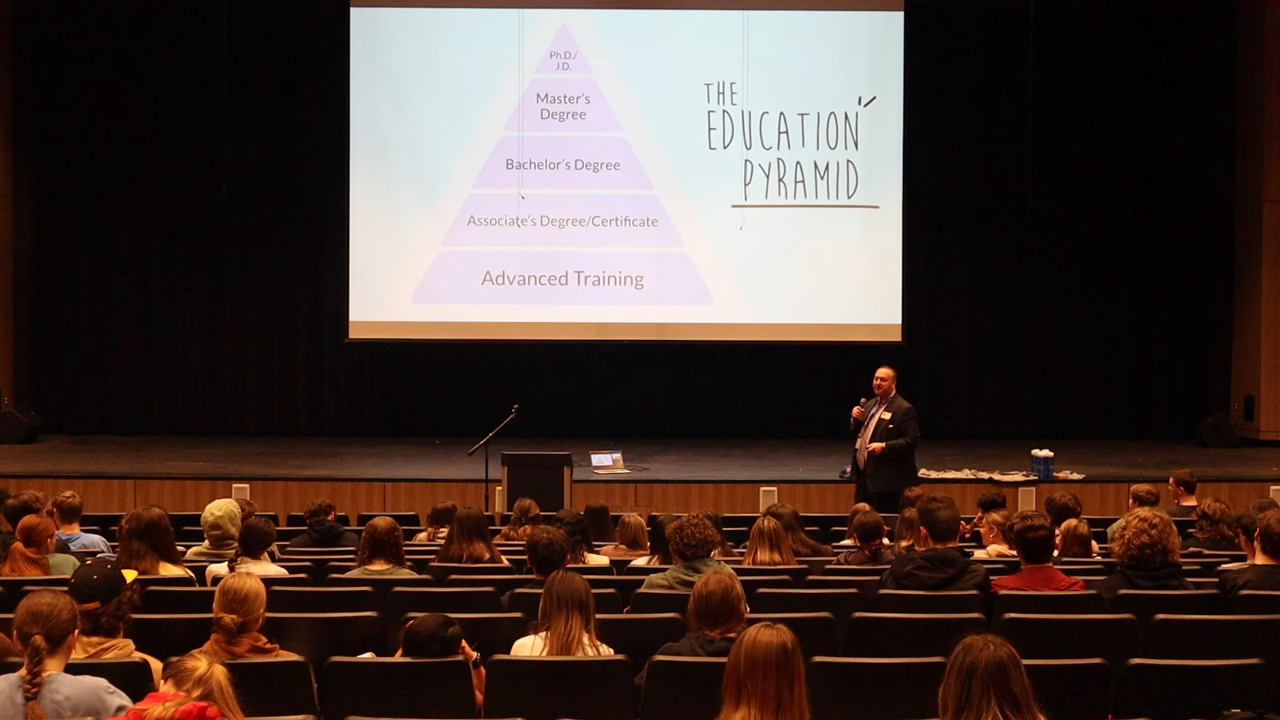 Ph.D./
J.D.
Master's
Degree
Bachelor's Degree
Associate's Degree/Certificate
Advanced Training
THE
EDUCATION
PYRAMID